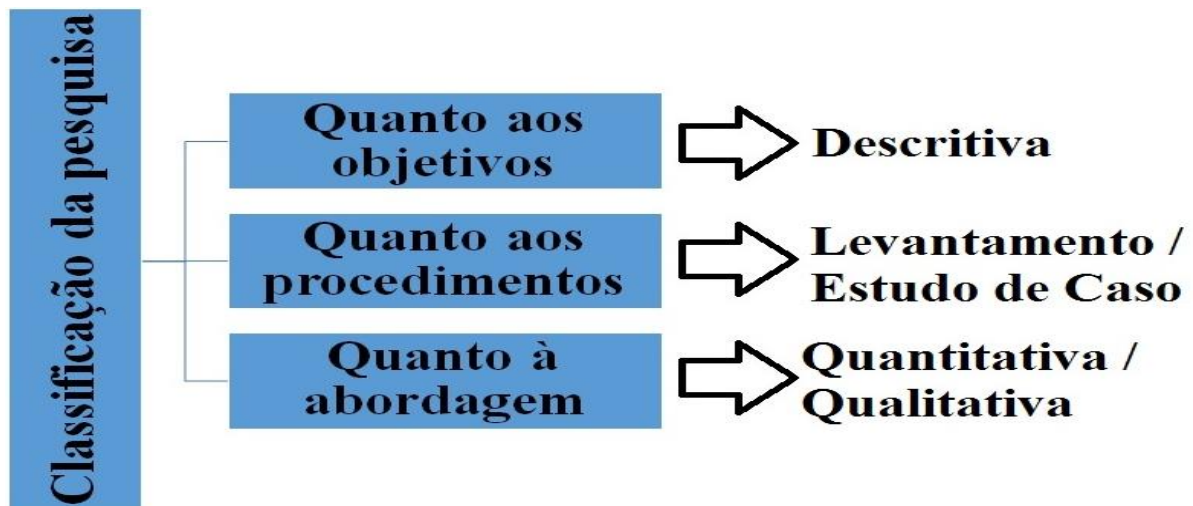 Classificação da pesquisa
Quanto aos
objetivos
Descritiva
Quanto aos
procedimentos
Levantamento /
Estudo de Caso
Quanto à
abordagem
Quantitativa /
Qualitativa